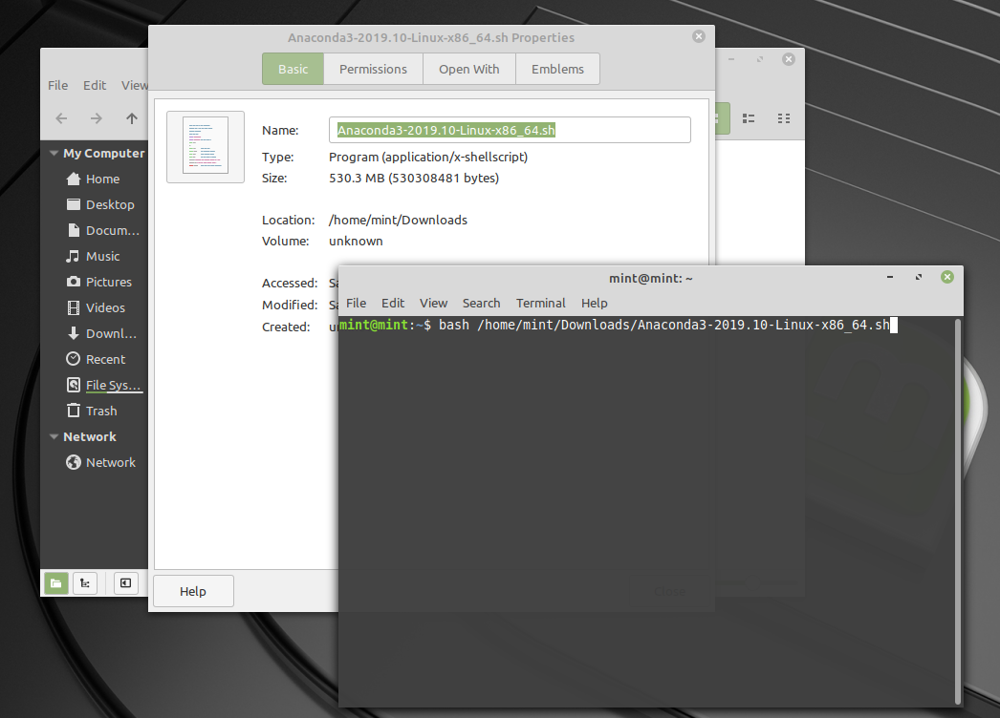 Anaconda3-2019.10-Linux-x86_64.sh Properties
Basic Permissions Open With Emblems
File Edit View
My Computer
Home
Desktop
Docum...
Music
Pictures
Videos
Downl...
Recent
File Sys...
Trash
Network
Network
Name: Anaconda3-2019.10-Linux-x86_64.sh
Type: Program (application/x-shellscript)
Size: 530.3 MB (530308481 bytes)
Location: /home/mint/Downloads
Volume: unknown
Accessed: Sa
Modified: Sa
Created: un
Help
Close
mint@mint: ~
File Edit View Search Terminal Help
mint@mint:~$ bash /home/mint/Downloads/Anaconda3-2019.10-Linux-x86_64.sh